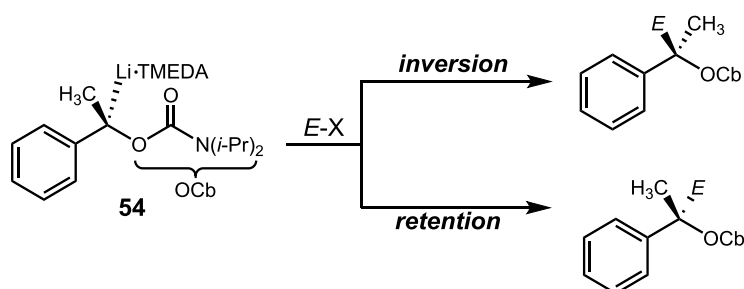 Li·TMEDA
H₃C
O
O
N(i-Pr)₂
OCb
54
E-X
inversion
retention
E
CH₃
OCb
H₃C
E
OCb